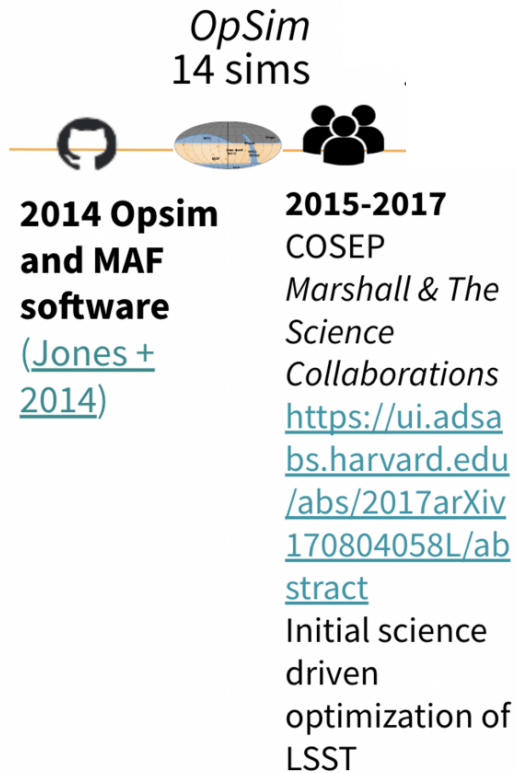 OpSim
14 sims
2014 Opsim
and MAF
software
(Jones +
2014)
2015-2017
COSEP
Marshall & The
Science
Collaborations
https://ui.adsa
bs.harvard.edu
/abs/2017arXiv
170804058L/ab
stract
Initial science
driven
optimization of
LSST